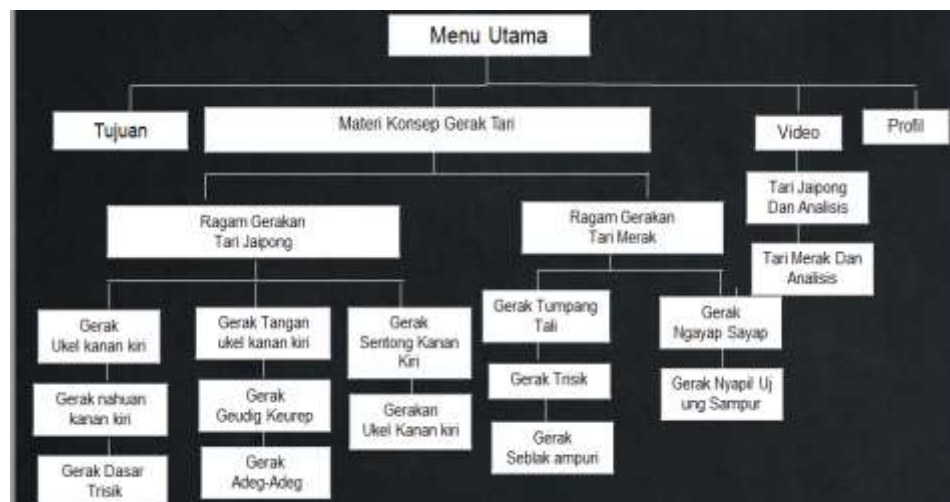 Menu Utama
Tujuan
Materi Konsep Gerak Tari
Video
Profil
Ragam Gerakan
Tari Jaipong
Ragam Gerakan
Tari Merak
Tari Jaipong
Dan Analisis
Tari Merak Dan
Analisis
Gerak
Ukel kanan kiri
Gerak Tangan
ukel kanan kiri
Gerak
Sentong Kanan
Kiri
Gerak Tumpang
Tali
Gerak
Ngayap Sayap
Gerak nahuan
kanan kiri
Gerak
Geudig Keurep
Gerakan
Ukel Kanan kiri
Gerak Trisik
Gerak Nyapil Uj
ung Sampur
Gerak Dasar
Trisik
Gerak
Adeg-Adeg
Gerak
Seblak ampuri